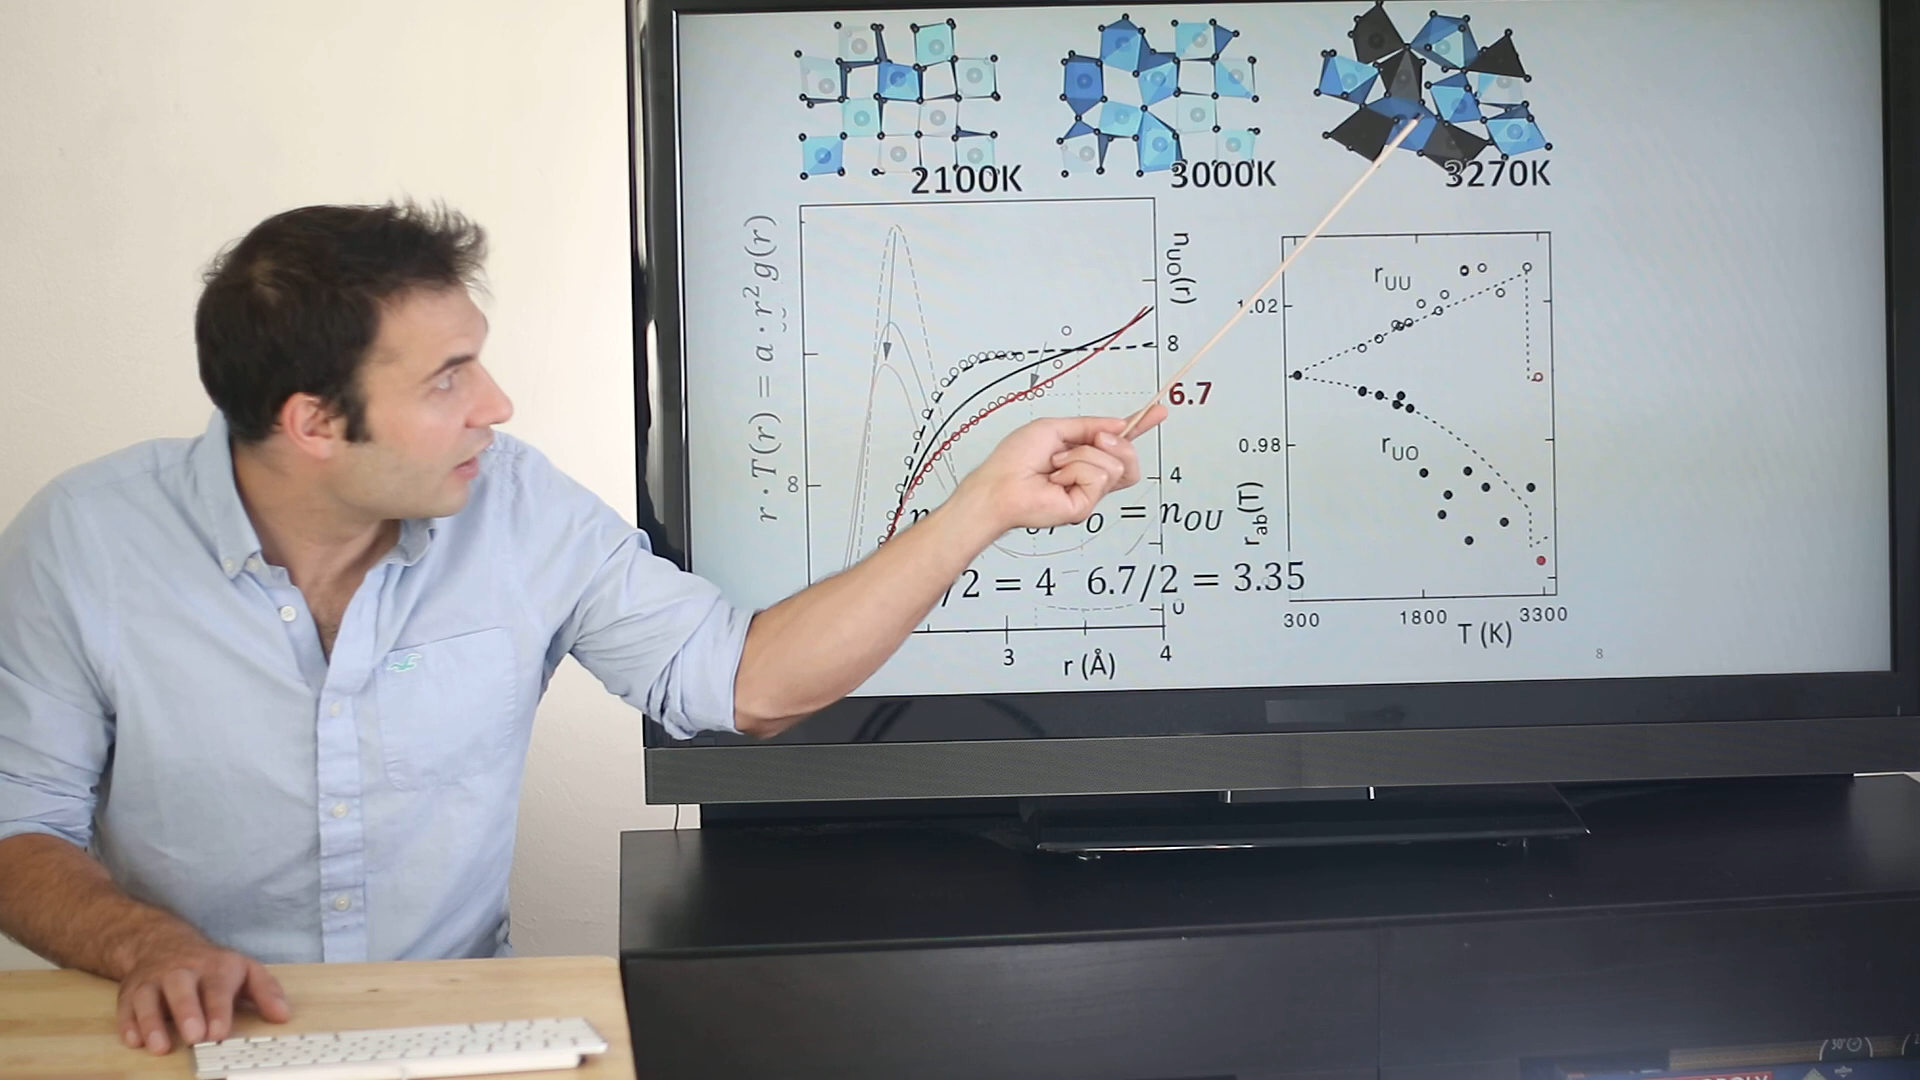 2100K
3000K
3270K
r · T(r) = a · r² g(r)
8
n_UO(r)
8
6.7
4
0
= n_OU
/2 = 4
6.7/2 = 3.35
3
4
r (Å)
r_UU
r_UO
1.02
0.98
r_ab(T)
300
1800
3300
T (K)
8